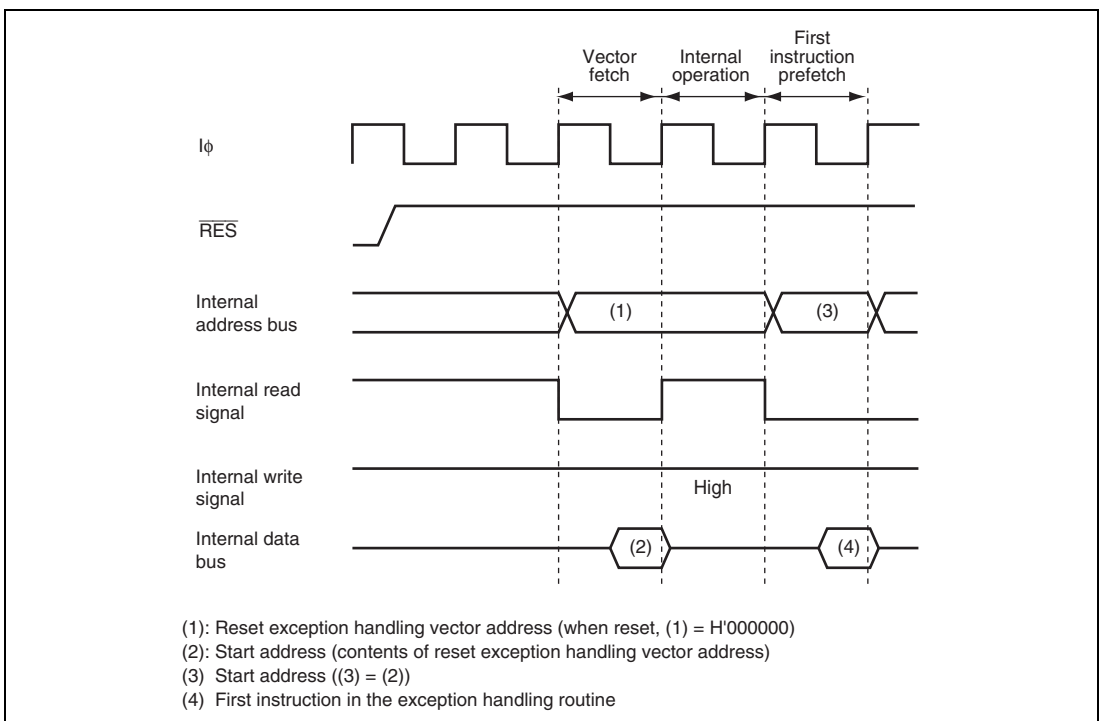 Vector
fetch
Internal
operation
First
instruction
prefetch
Iϕ
RES
Internal
address bus
(1)
(3)
Internal read
signal
Internal write
signal
High
Internal data
bus
(2)
(4)
(1): Reset exception handling vector address (when reset, (1) = H'000000)
(2): Start address (contents of reset exception handling vector address)
(3) Start address ((3) = (2))
(4) First instruction in the exception handling routine